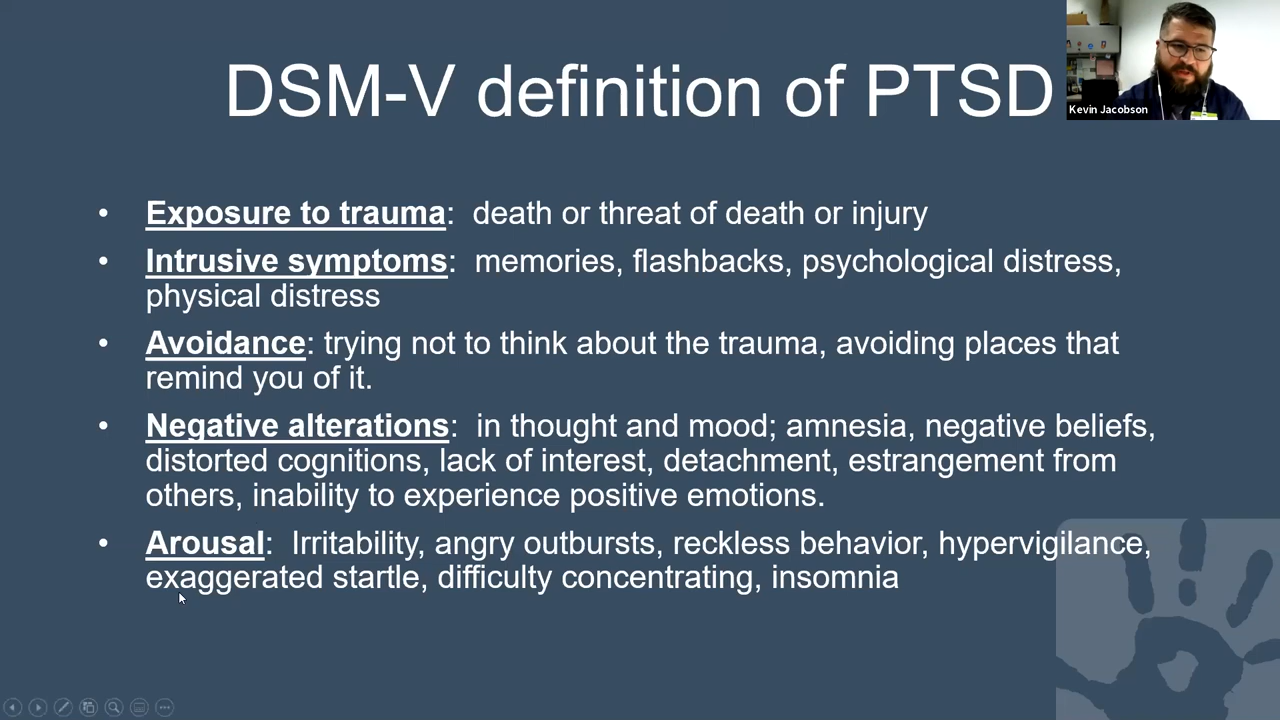 DSM-V definition of PTSD
Kevin Jacobson
• Exposure to trauma:  death or threat of death or injury
• Intrusive symptoms:  memories, flashbacks, psychological distress,
physical distress
• Avoidance: trying not to think about the trauma, avoiding places that
remind you of it.
• Negative alterations:  in thought and mood; amnesia, negative beliefs,
distorted cognitions, lack of interest, detachment, estrangement from
others, inability to experience positive emotions.
• Arousal:  Irritability, angry outbursts, reckless behavior, hypervigilance,
exaggerated startle, difficulty concentrating, insomnia